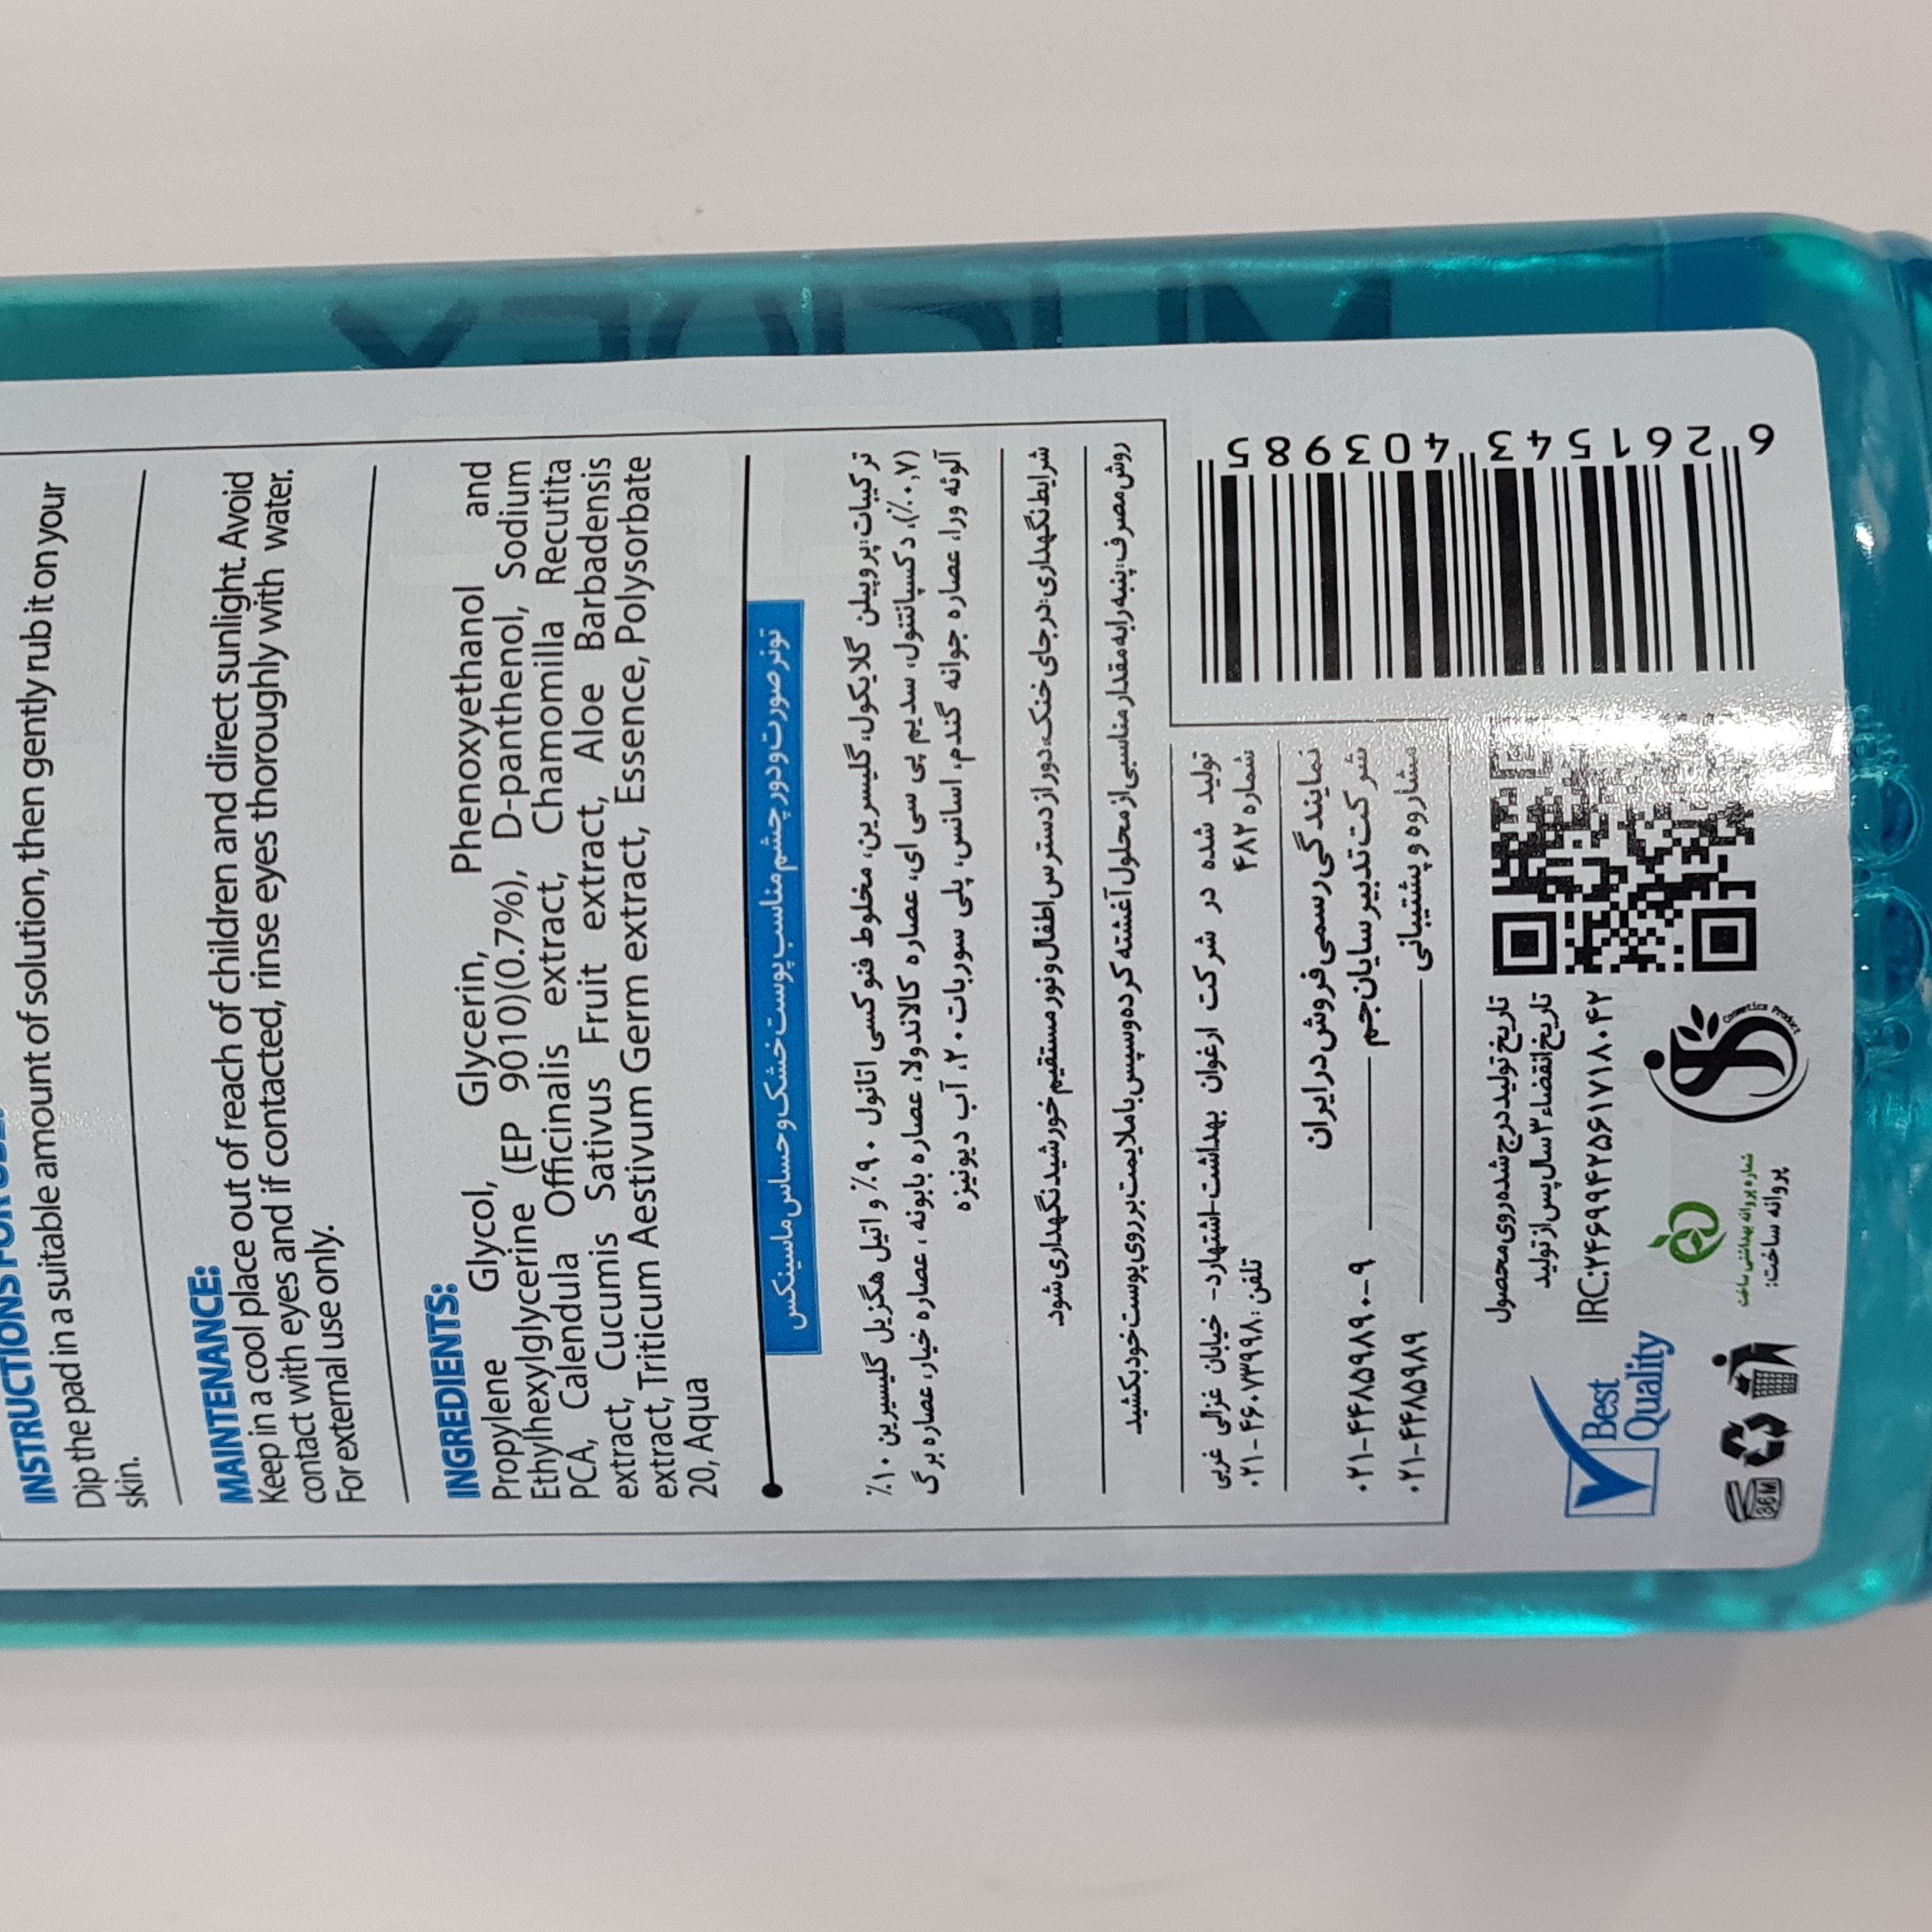 INSTRUCTIONS FOR USE:
Dip the pad in a suitable amount of solution, then gently rub it on your
skin.
MAINTENANCE:
Keep in a cool place out of reach of children and direct sunlight. Avoid
contact with eyes and if contacted, rinse eyes thoroughly with water.
For external use only.
INGREDIENTS:
Propylene Glycol, Glycerin, Phenoxyethanol and
Ethylhexylglycerine (EP 9010)(0.7%), D-panthenol, Sodium
PCA, Calendula Officinalis extract, Chamomilla Recutita
extract, Cucumis Sativus Fruit extract, Aloe Barbadensis
extract, Triticum Aestivum Germ extract, Essence, Polysorbate
20, Aqua
تونر صورت و دور چشم مناسب پوست خشک و حساس ماسینکس
ترکیبات: پروپیلن گلایکول، گلیسرین، مخلوط فنوکسی اتانول ۹۰٪ و اتیل هگزیل گلیسیرین ۱۰٪
(۰,۷٪)، دکسپانتنول، سدیم پی سی ای، عصاره کالاندولا، عصاره بابونه، عصاره خیار، عصاره برگ
آلوئه ورا، عصاره جوانه گندم، اسانس، پلی سوربات ۲۰، آب دیونیزه
شرایط نگهداری: در جای خنک، دور از دسترس اطفال و نور مستقیم خورشید نگهداری شود.
روش مصرف: پنبه را به مقدار مناسبی از محلول آغشته کرده و سپس با ملایمت بر روی پوست خود بکشید.
تولید شده در شرکت ارغوان بهداشت-اشتهارد- خیابان غزالی غربی
شماره ۴۸۲ تلفن: ۰۲۱-۴۶۰۷۳۹۹۸
نمایندگی رسمی فروش در ایران
شرکت تدبیر سایان جم ۰۲۱-۴۴۸۵۹۸۹۰-۹
مشاوره و پشتیبانی ۰۲۱-۴۴۸۵۹۸۹
6 261543 403985
تاریخ تولید درج شده روی محصول
تاریخ انقضاء ۳ سال پس از تولید
IRC:۲۴۶۹۹۴۲۵۶۱۷۱۸۰۴۲
Best
Quality
Cosmetics Product
شماره پروانه بهداشتی ساخت
پروانه ساخت:
36M